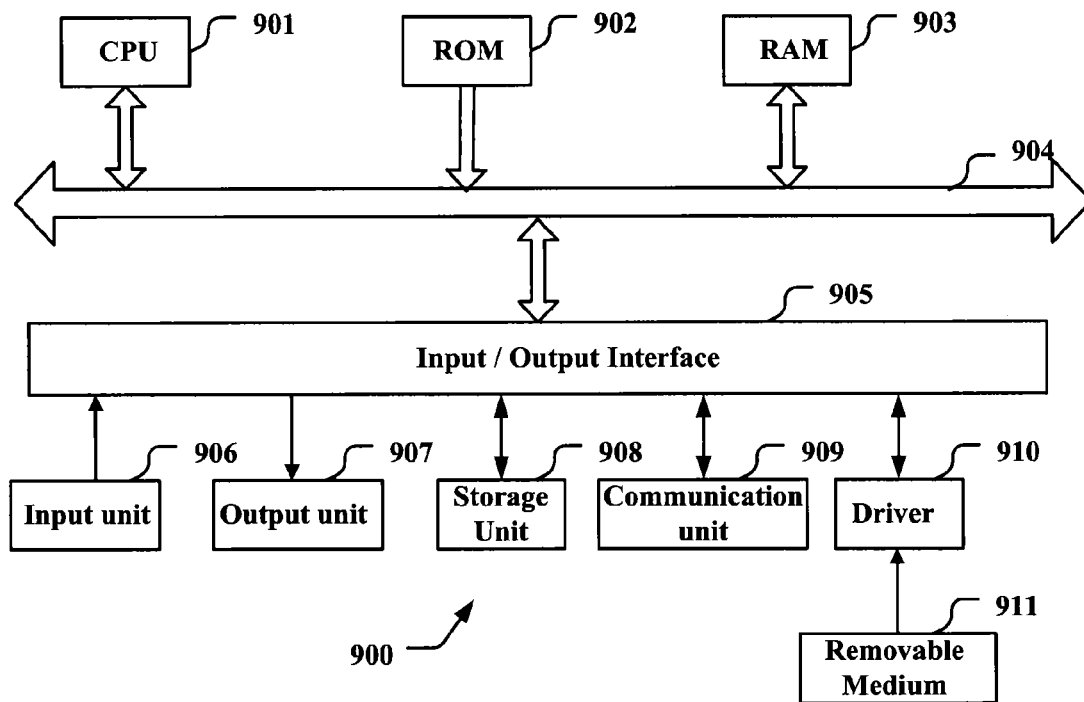 CPU
901
ROM
902
RAM
903
904
905
Input / Output Interface
906
907
908
909
910
Input unit
Output unit
Storage
Unit
Communication
unit
Driver
911
900
Removable
Medium